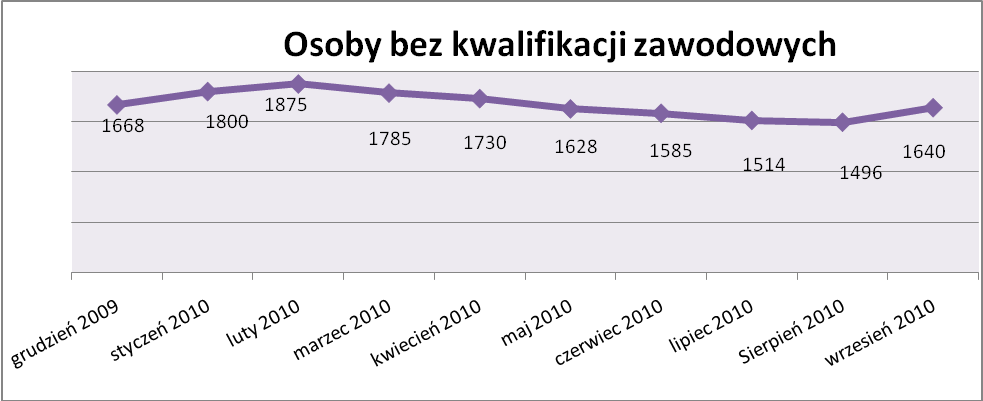 Osoby bez kwalifikacji zawodowych
1668
1800
1875
1785
1730
1628
1585
1514
1496
1640
grudzień 2009
styczeń 2010
luty 2010
marzec 2010
kwiecień 2010
maj 2010
czerwiec 2010
lipiec 2010
Sierpień 2010
wrzesień 2010